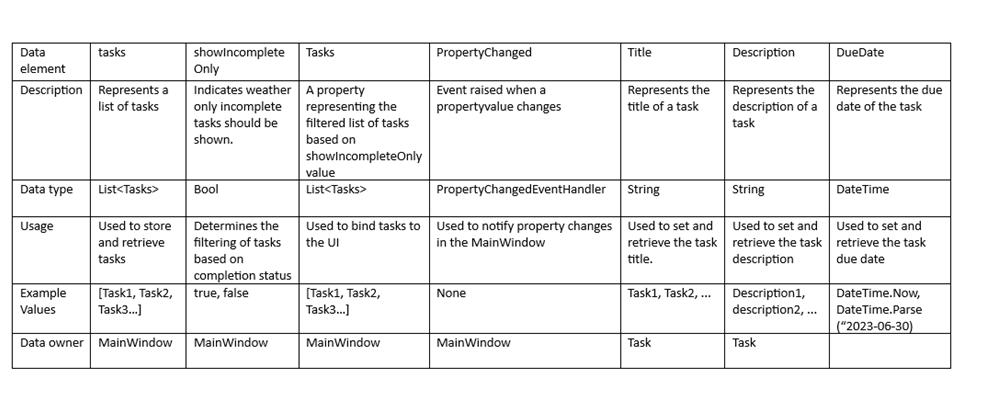 Data element
tasks
showIncomplete
Only
Tasks
PropertyChanged
Title
Description
DueDate
Description
Represents a
list of tasks
Indicates weather
only incomplete
tasks should be
shown.
A property
representing the
filtered list of tasks
based on
showIncompleteOnly
value
Event raised when a
propertyvalue changes
Represents the
title of a task
Represents the
description of a
task
Represents the due
date of the task
Data type
List<Tasks>
Bool
List<Tasks>
PropertyChangedEventHandler
String
String
DateTime
Usage
Used to store
and retrieve
tasks
Determines the
filtering of tasks
based on
completion status
Used to bind tasks to
the UI
Used to notify property changes
in the MainWindow
Used to set and
retrieve the task
title.
Used to set and
retrieve the task
description
Used to set and
retrieve the task
due date
Example
Values
[Task1, Task2,
Task3...]
true, false
[Task1, Task2,
Task3...]
None
Task1, Task2, ...
Description1,
description2, ...
DateTime.Now,
DateTime.Parse
(“2023-06-30)
Data owner
MainWindow
MainWindow
MainWindow
MainWindow
Task
Task